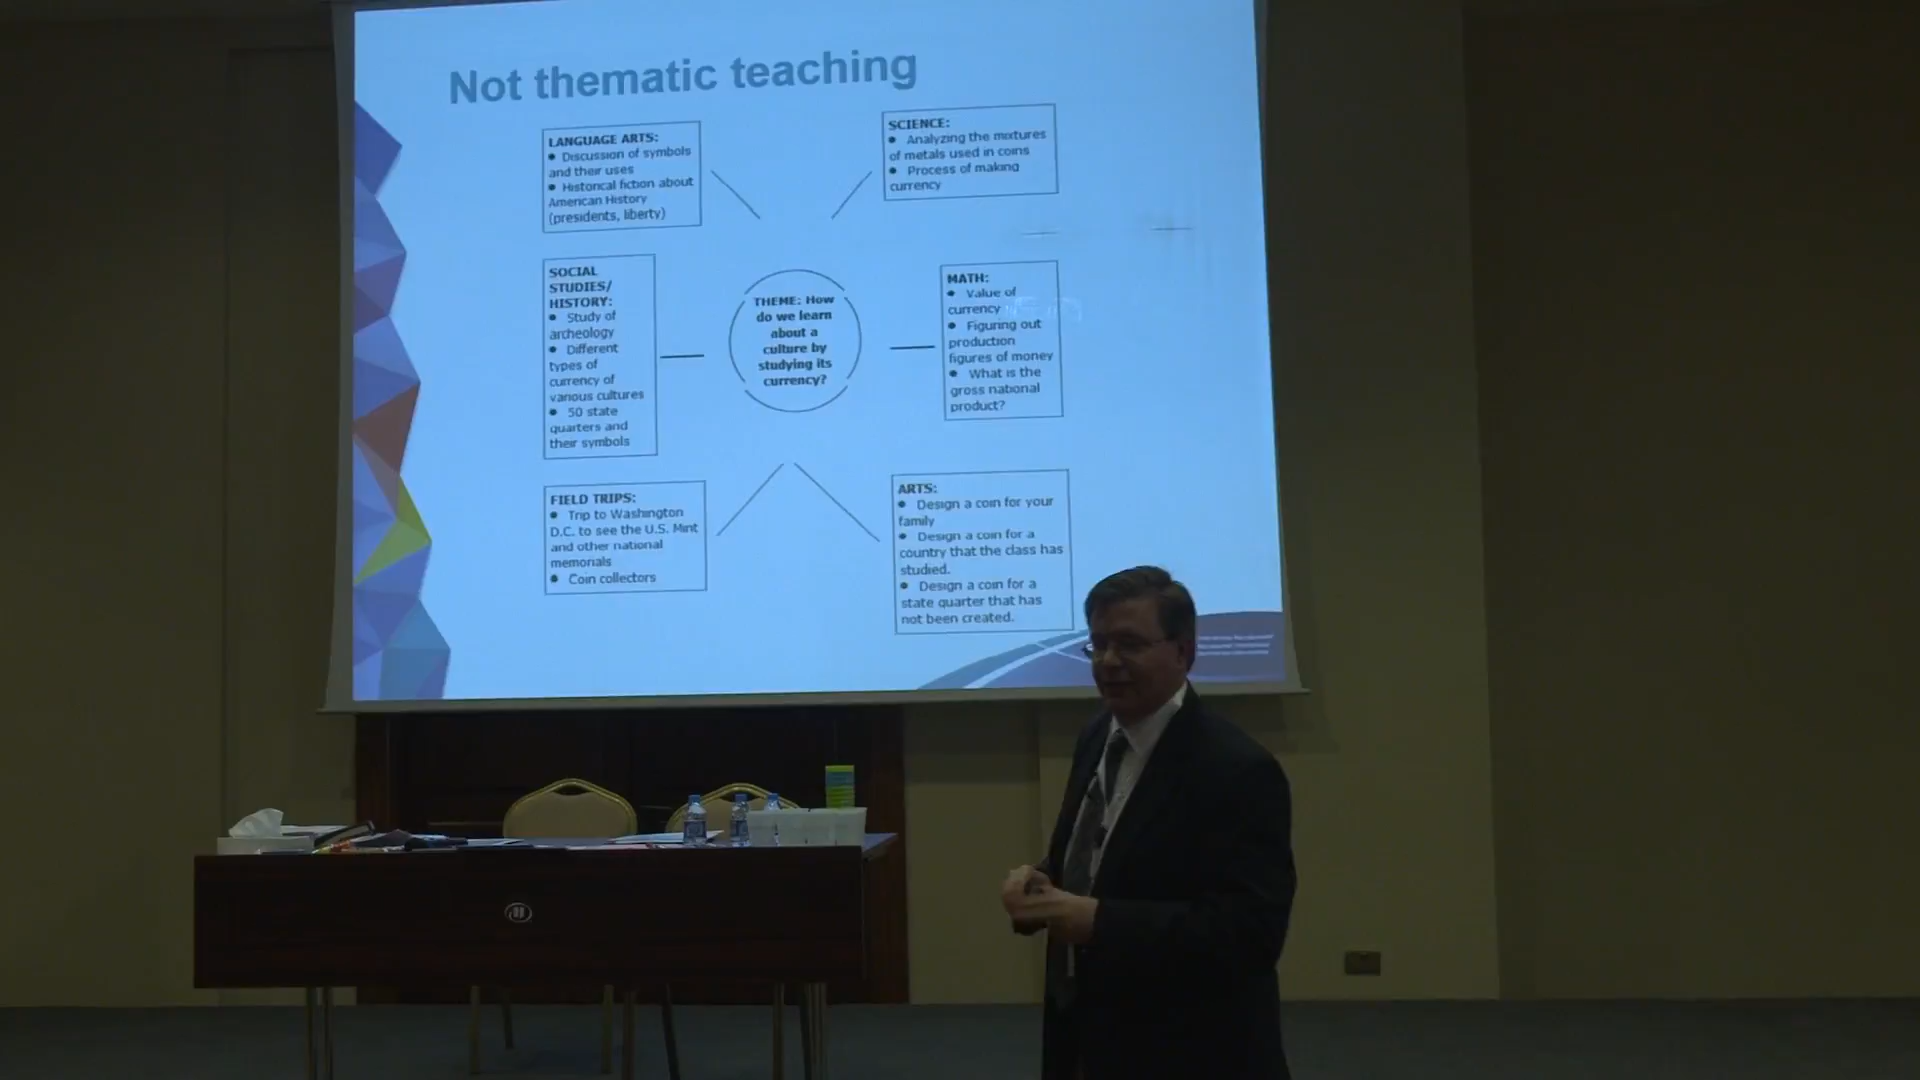 Not thematic teaching
LANGUAGE ARTS:
● Discussion of symbols
and their uses
● Historical fiction about
American History
(presidents, liberty)
SCIENCE:
● Analyzing the mixtures
of metals used in coins
● Process of making
currency
SOCIAL
STUDIES/
HISTORY:
● Study of
archeology
● Different
types of
currency of
various cultures
● 50 state
quarters and
their symbols
THEME: How
do we learn
about a
culture by
studying its
currency?
MATH:
● Value of
currency
● Figuring out
production
figures of money
● What is the
gross national
product?
FIELD TRIPS:
● Trip to Washington
D.C. to see the U.S. Mint
and other national
memorials
● Coin collectors
ARTS:
● Design a coin for your
family
● Design a coin for a
country that the class has
studied.
● Design a coin for a
state quarter that has
not been created.